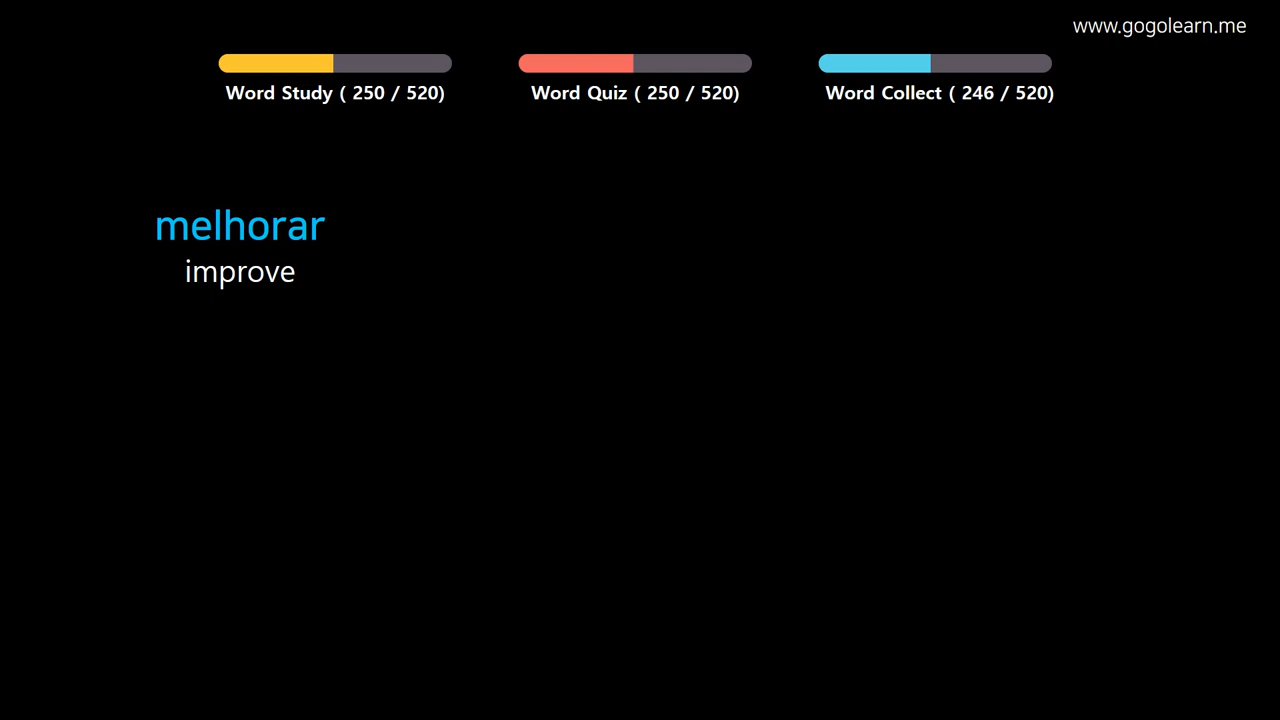 www.gogolearn.me
Word Study ( 250 / 520)
Word Quiz ( 250 / 520)
Word Collect ( 246 / 520)
melhorar
improve